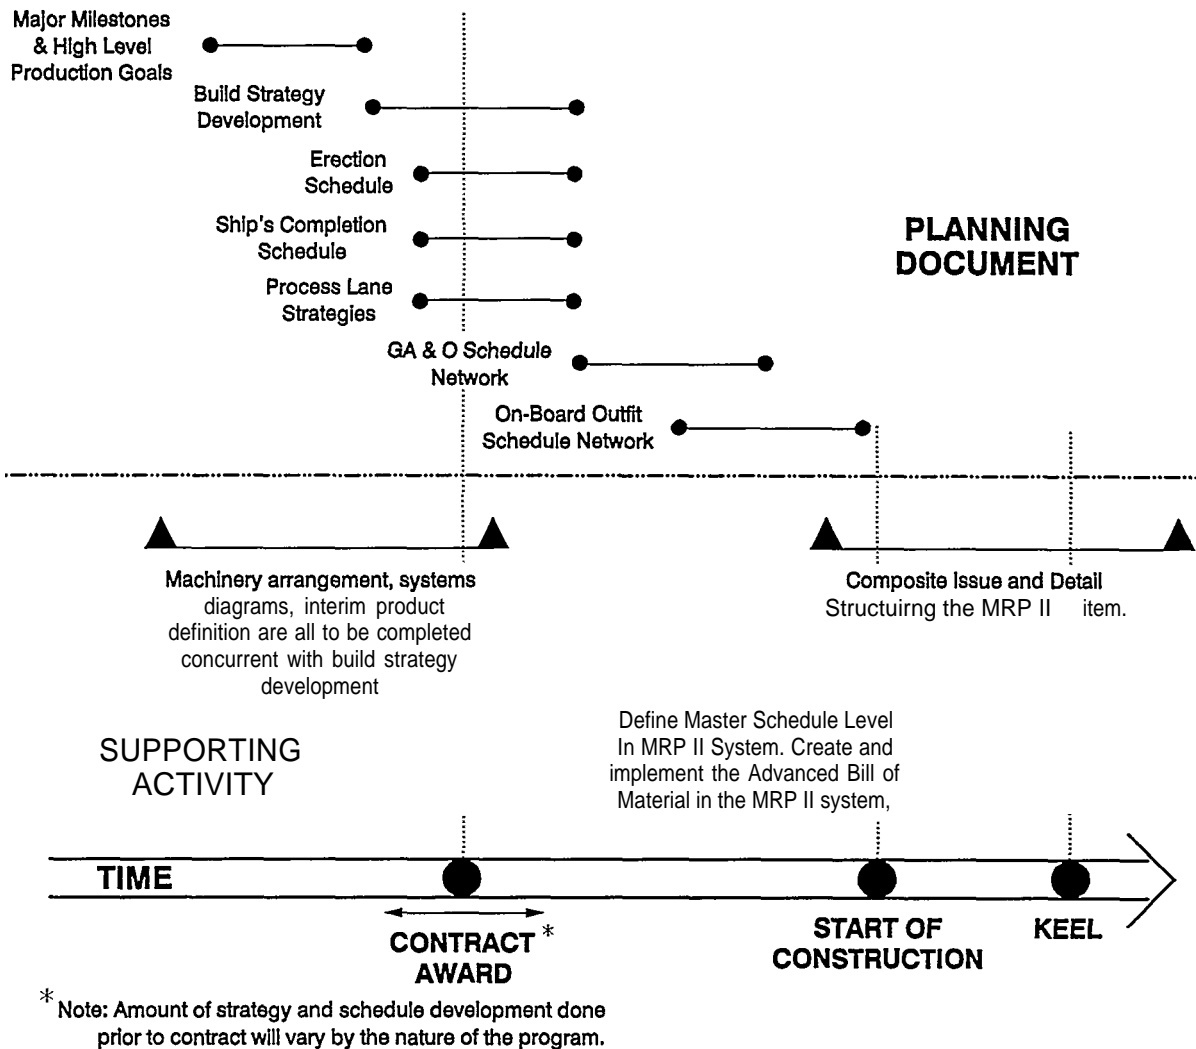 Major Milestones
& High Level
Production Goals
Build Strategy
Development
Erection
Schedule
Ship's Completion
Schedule
Process Lane
Strategies
GA & O Schedule
Network
On-Board Outfit
Schedule Network
PLANNING
DOCUMENT
Machinery arrangement, systems
diagrams, interim product
definition are all to be completed
concurrent with build strategy
development
Composite Issue and Detail
Structuirng the MRP II item.
SUPPORTING
ACTIVITY
Define Master Schedule Level
In MRP II System. Create and
implement the Advanced Bill of
Material in the MRP II system,
TIME
CONTRACT *
AWARD
START OF
CONSTRUCTION
KEEL
* Note: Amount of strategy and schedule development done
prior to contract will vary by the nature of the program.